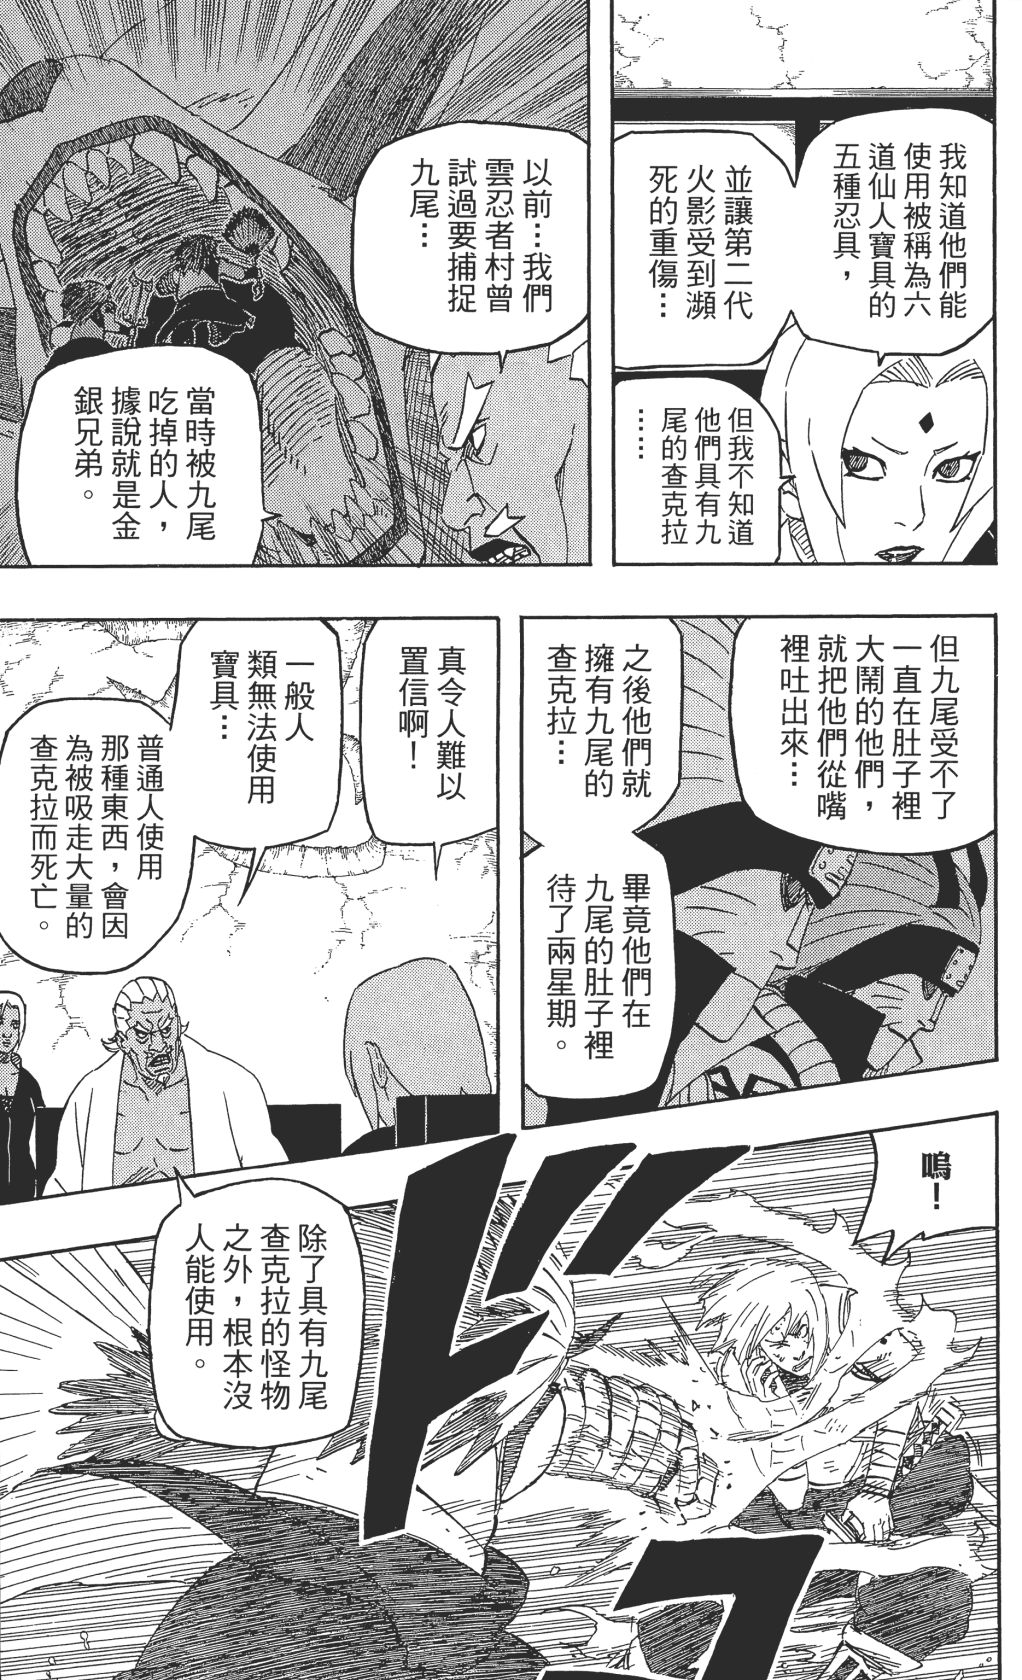 我知道他們能
使用被稱為六
道仙人寶具的
五種忍具，
並讓第二代
火影受到瀕
死的重傷…
但我不知道
他們具有九
尾的查克拉
……
以前…我們
雲忍者村曾
試過要捕捉
九尾…
當時被九尾
吃掉的人，
據說就是金
銀兄弟。
但九尾受不了
一直在肚子裡
大鬧的他們，
就把他們從嘴
裡吐出來…
之後他們就
擁有九尾的
查克拉…
畢竟他們在
九尾的肚子裡
待了兩星期。
真令人難以
置信啊！
一般人
類無法使用
寶具…
普通人使用
那種東西，會因
為被吸走大量的
查克拉而死亡。
嗚！
除了具有九尾
查克拉的怪物
之外，根本沒
人能使用。
ドドドッ